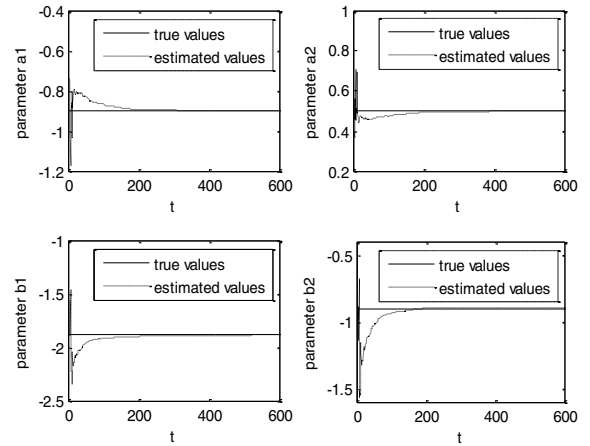 -0.4
-0.6
-0.8
-1
-1.2
0
200
400
600
t
parameter a1
true values
estimated values
1
0.8
0.6
0.4
0.2
0
200
400
600
t
parameter a2
true values
estimated values
-1
-1.5
-2
-2.5
0
200
400
600
t
parameter b1
true values
estimated values
-0.5
-1
-1.5
0
200
400
600
t
parameter b2
true values
estimated values